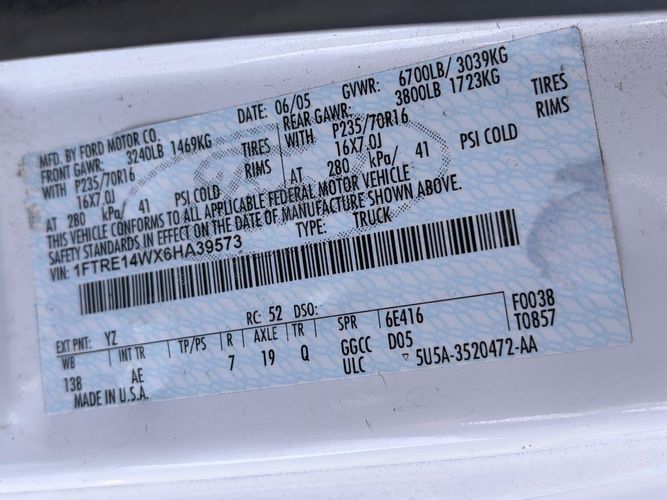 MFD. BY FORD MOTOR CO. DATE: 06/05 GVWR: 6700LB/ 3039KG
FRONT GAWR: 3240LB 1469KG REAR GAWR: 3800LB 1723KG
WITH P235/70R16 TIRES WITH P235/70R16 TIRES
16X7.0J RIMS 16X7.0J RIMS
AT 280 kPa/ 41 PSI COLD AT 280 kPa/ 41 PSI COLD
THIS VEHICLE CONFORMS TO ALL APPLICABLE FEDERAL MOTOR VEHICLE
SAFETY STANDARDS IN EFFECT ON THE DATE OF MANUFACTURE SHOWN ABOVE.
VIN: 1FTRE14WX6HA39573 TYPE: TRUCK
EXT PNT: YZ RC: 52 DSO: F0038
WB INT TR TP/PS R AXLE TR SPR 6E416 T0857
138 AE 7 19 Q GGCC D05
MADE IN U.S.A. ULC ▽ 5U5A-3520472-AA